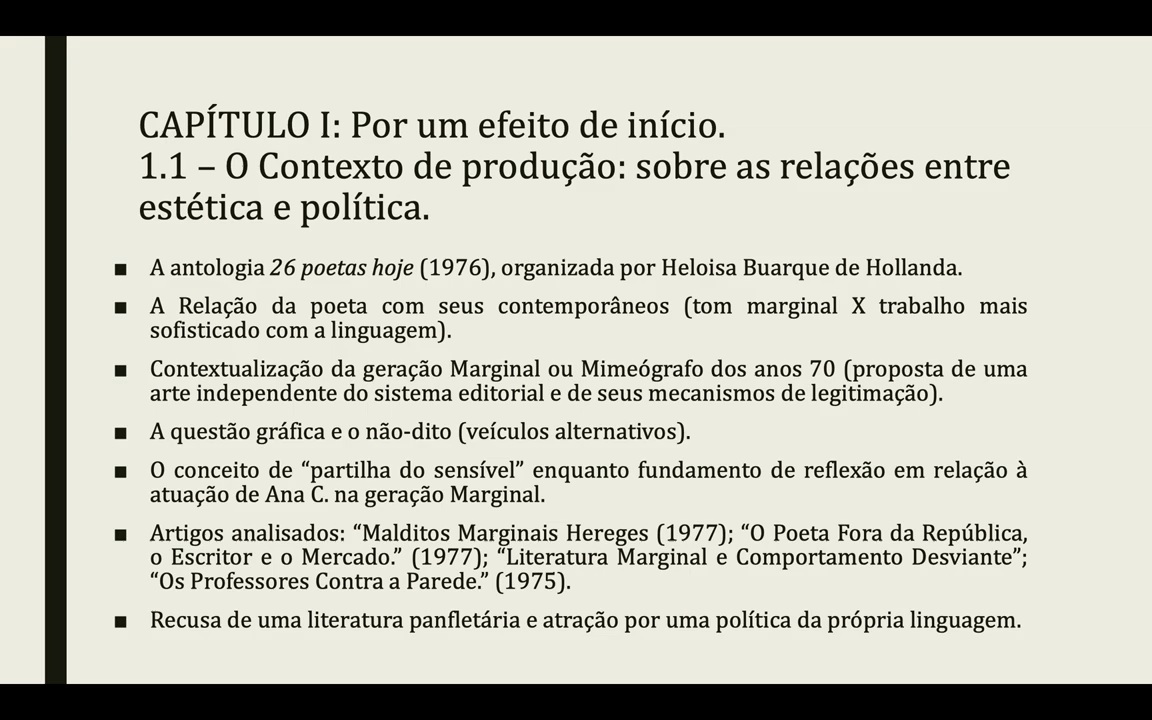 CAPÍTULO I: Por um efeito de início.
1.1 – O Contexto de produção: sobre as relações entre
estética e política.
■ A antologia 26 poetas hoje (1976), organizada por Heloisa Buarque de Hollanda.
■ A Relação da poeta com seus contemporâneos (tom marginal X trabalho mais
sofisticado com a linguagem).
■ Contextualização da geração Marginal ou Mimeógrafo dos anos 70 (proposta de uma
arte independente do sistema editorial e de seus mecanismos de legitimação).
■ A questão gráfica e o não-dito (veículos alternativos).
■ O conceito de “partilha do sensível” enquanto fundamento de reflexão em relação à
atuação de Ana C. na geração Marginal.
■ Artigos analisados: “Malditos Marginais Hereges (1977); “O Poeta Fora da República,
o Escritor e o Mercado.” (1977); “Literatura Marginal e Comportamento Desviante”;
“Os Professores Contra a Parede.” (1975).
■ Recusa de uma literatura panfletária e atração por uma política da própria linguagem.